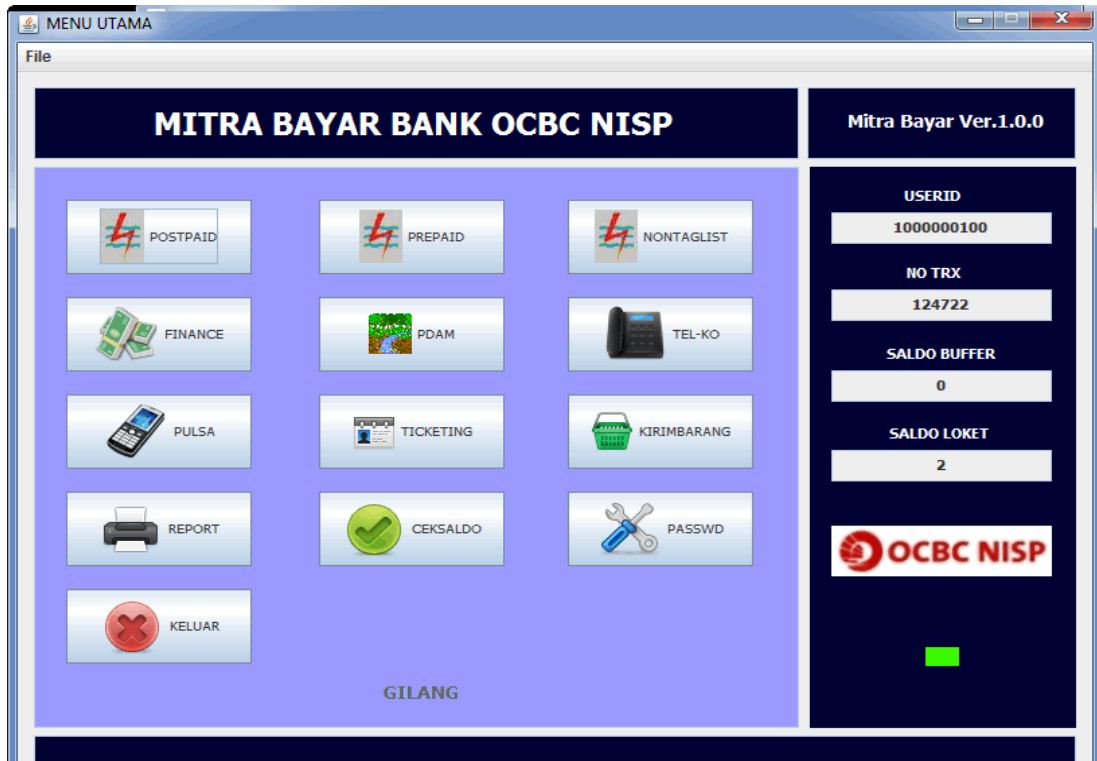 MENU UTAMA
File
MITRA BAYAR BANK OCBC NISP
Mitra Bayar Ver.1.0.0
POSTPAID
PREPAID
NONTAGLIST
FINANCE
PDAM
TEL-KO
PULSA
TICKETING
KIRIMBARANG
REPORT
CEKSALDO
PASSWD
KELUAR
GILANG
USERID
1000000100
NO TRX
124722
SALDO BUFFER
0
SALDO LOKET
2
OCBC NISP